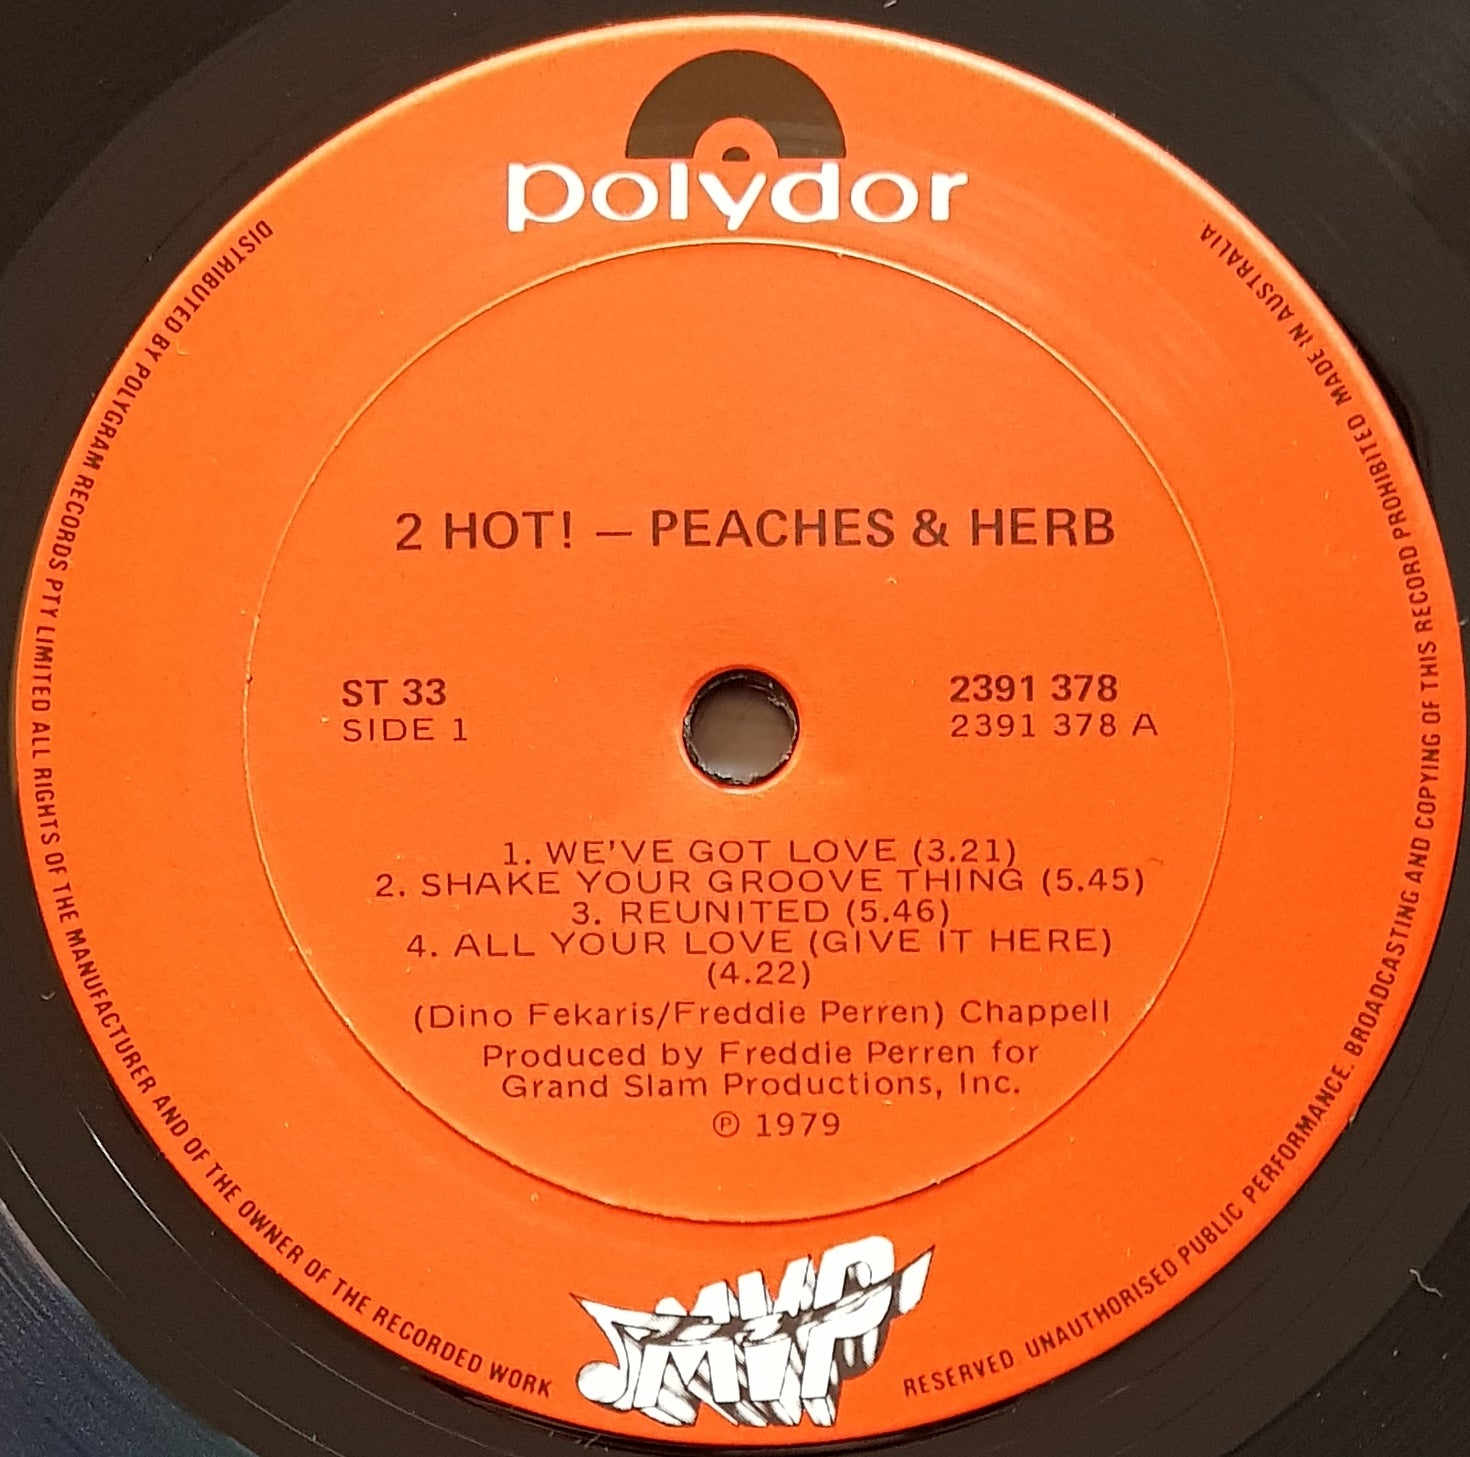 polydor
2 HOT! — PEACHES & HERB
ST 33
SIDE 1
2391 378
2391 378 A
1. WE'VE GOT LOVE (3.21)
2. SHAKE YOUR GROOVE THING (5.45)
3. REUNITED (5.46)
4. ALL YOUR LOVE (GIVE IT HERE)
(4.22)
(Dino Fekaris/Freddie Perren) Chappell
Produced by Freddie Perren for
Grand Slam Productions, Inc.
℗ 1979
MVP
DISTRIBUTED BY POLYGRAM RECORDS PTY LIMITED ALL RIGHTS OF THE MANUFACTURER AND OF THE OWNER OF THE RECORDED WORK
RESERVED UNAUTHORISED PUBLIC PERFORMANCE. BROADCASTING AND COPYING OF THIS RECORD PROHIBITED MADE IN AUSTRALIA